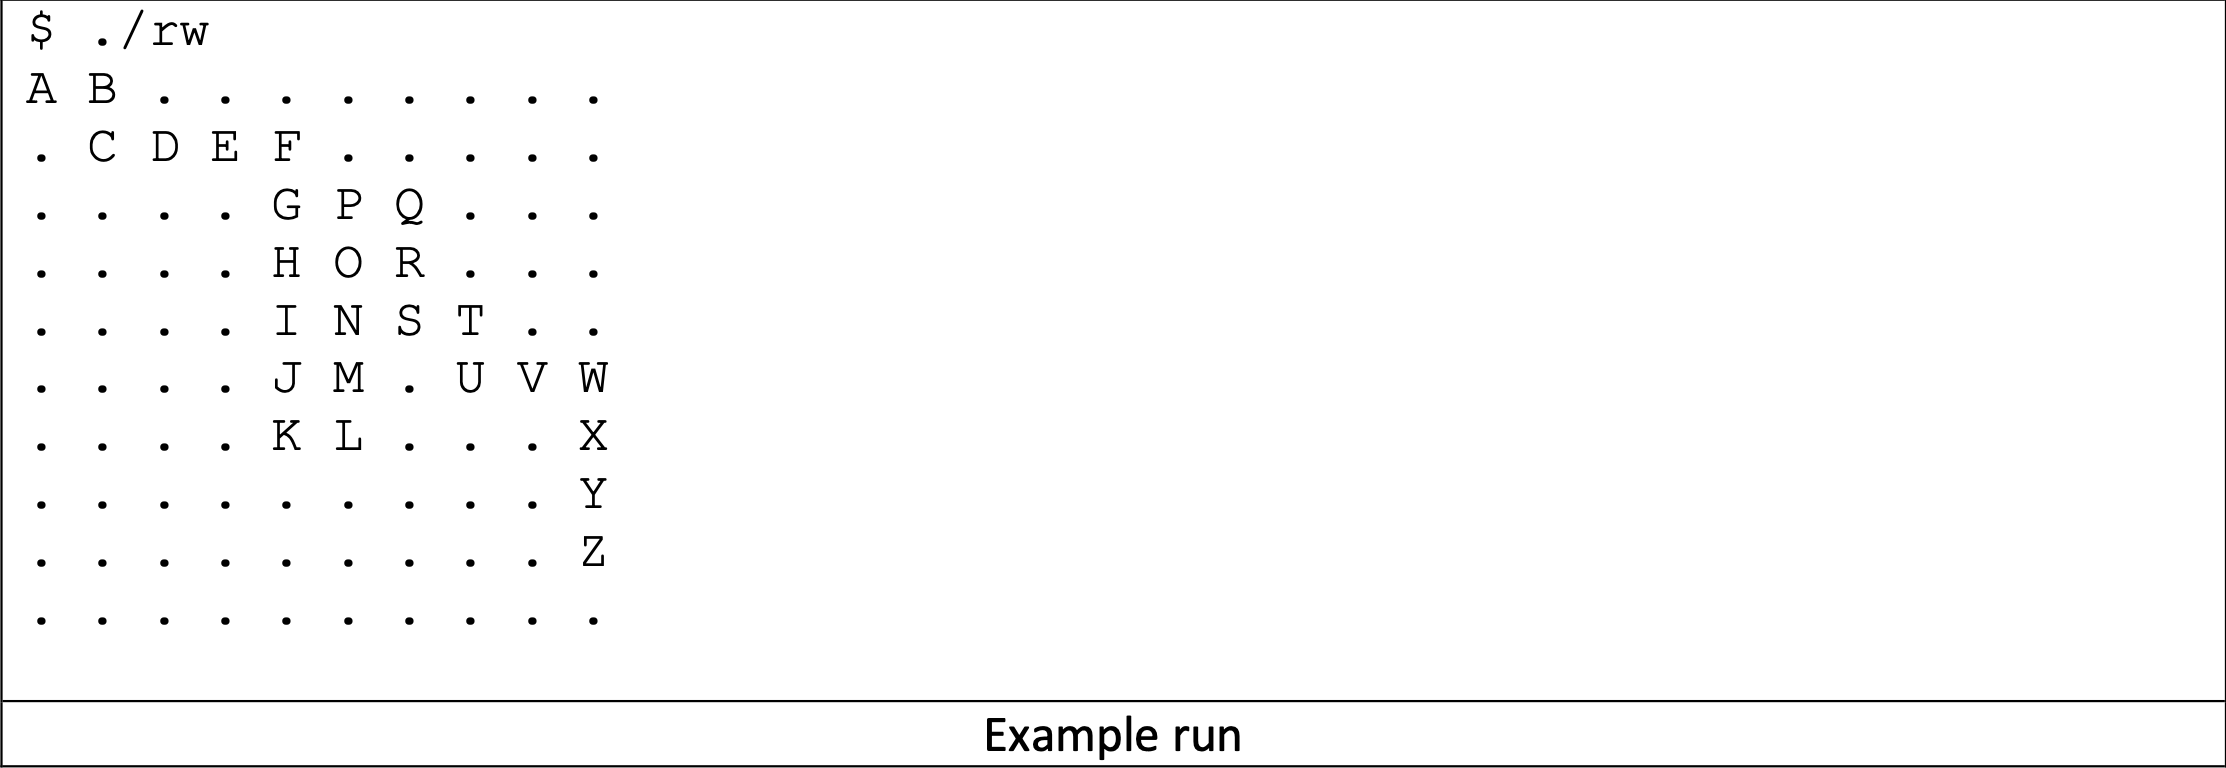 $ ./rw
A B . . . . . . . .
. C D E F . . . . .
. . . . G P Q . . .
. . . . H O R . . .
. . . . I N S T . .
. . . . J M . U V W
. . . . K L . . . X
. . . . . . . . . Y
. . . . . . . . . Z
. . . . . . . . . .
Example run